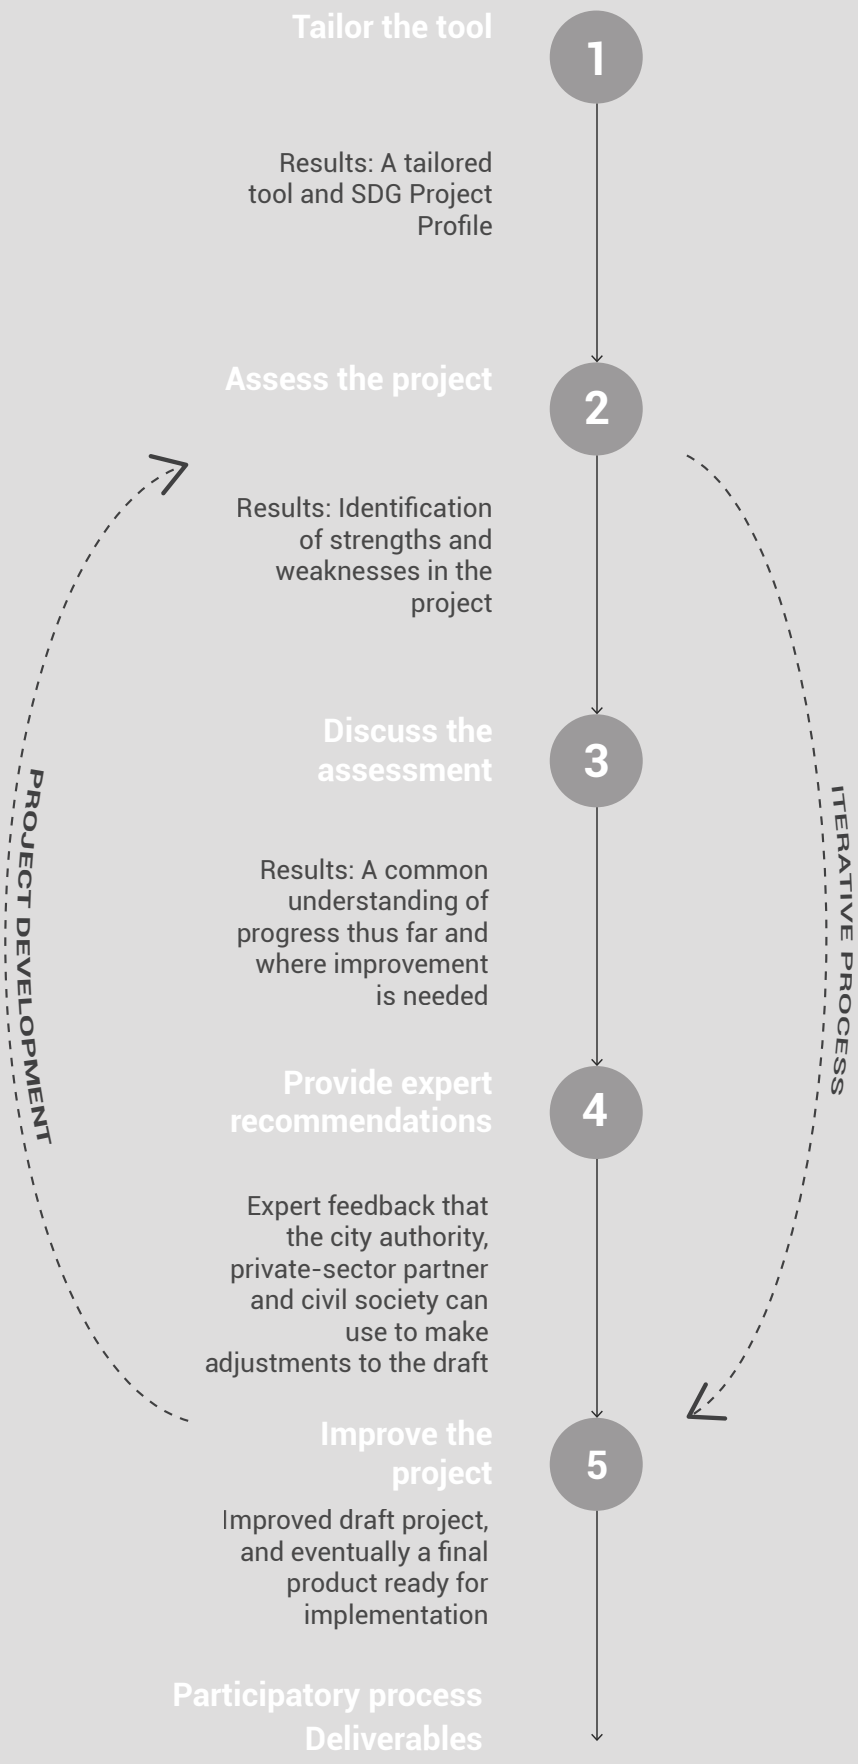 Tailor the tool
1
Results: A tailored
tool and SDG Project
Profile
Assess the project
2
Results: Identification
of strengths and
weaknesses in the
project
Discuss the
assessment
3
Results: A common
understanding of
progress thus far and
where improvement
is needed
PROJECT DEVELOPMENT
ITERATIVE PROCESS
Provide expert
recommendations
4
Expert feedback that
the city authority,
private-sector partner
and civil society can
use to make
adjustments to the draft
Improve the
project
5
Improved draft project,
and eventually a final
product ready for
implementation
Participatory process
Deliverables